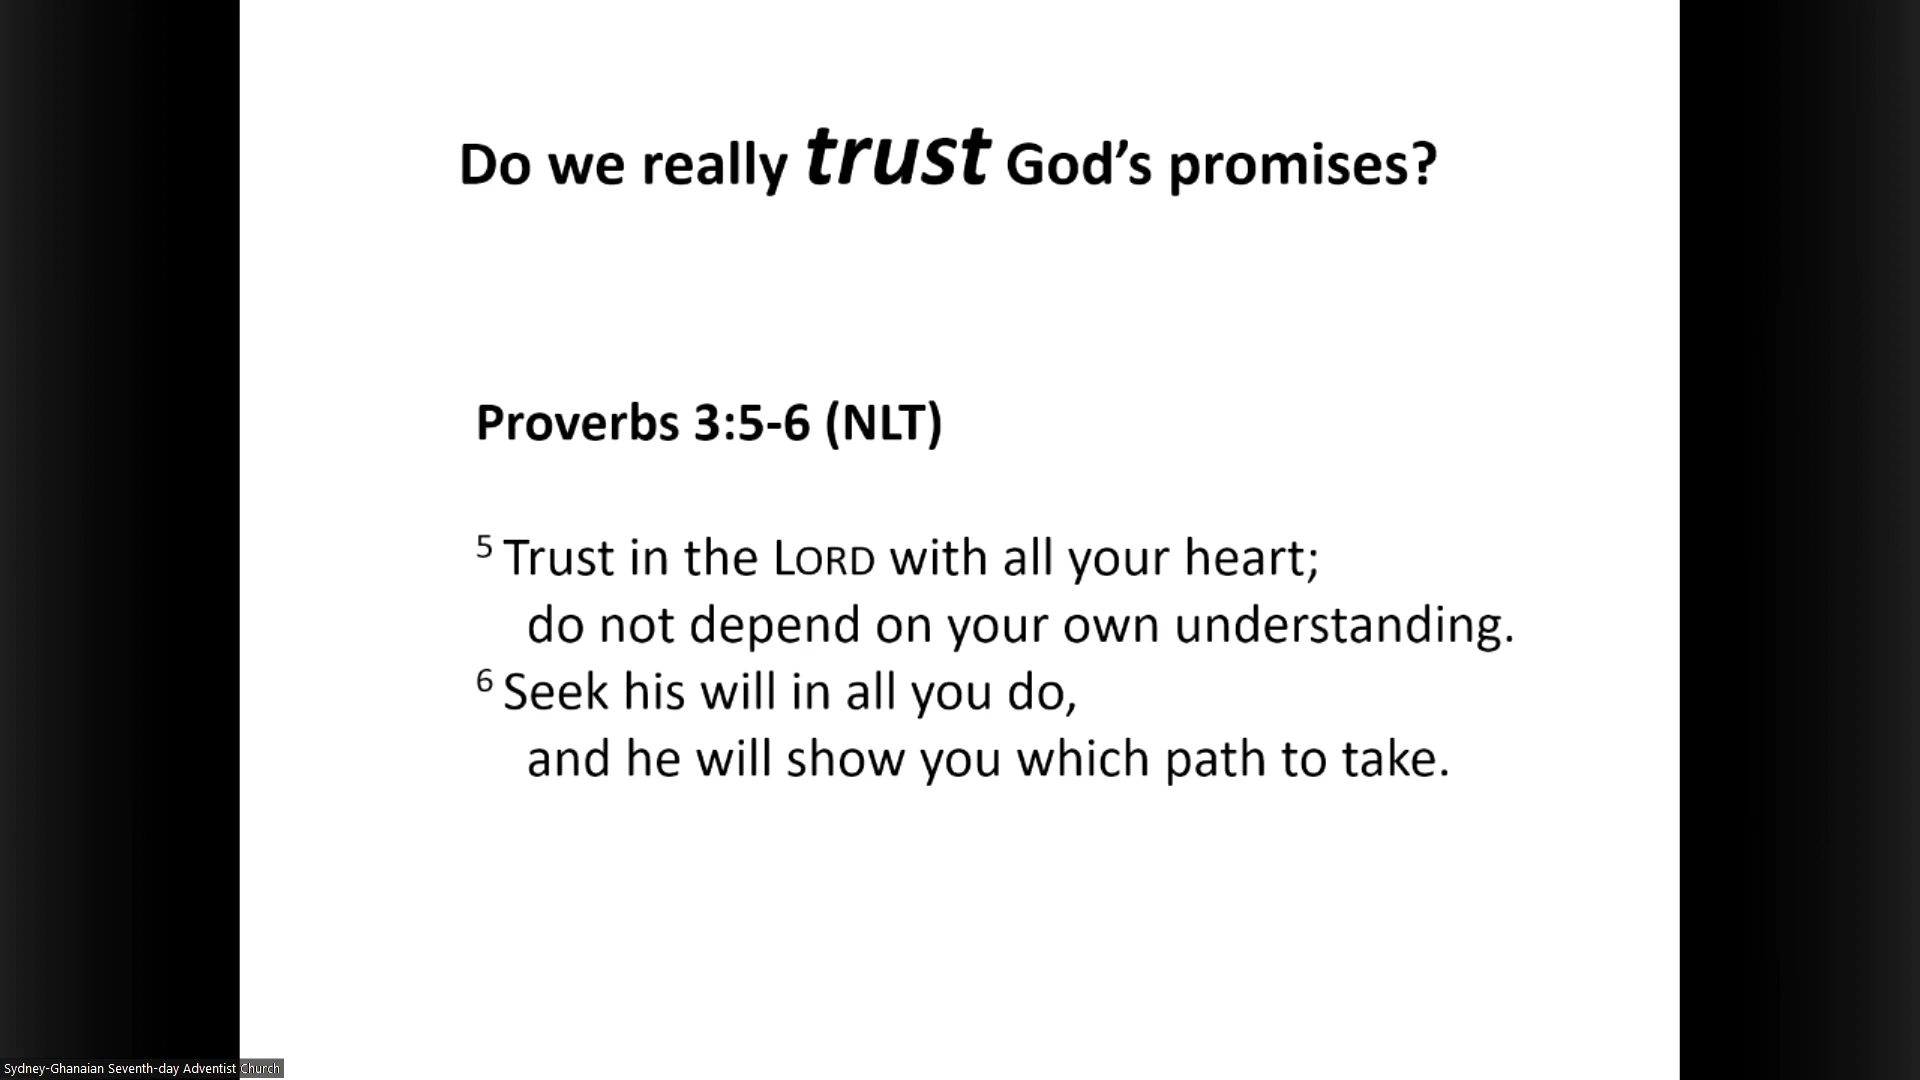 Do we really trust God’s promises?
Proverbs 3:5-6 (NLT)
5 Trust in the LORD with all your heart;
do not depend on your own understanding.
6 Seek his will in all you do,
and he will show you which path to take.
Sydney-Ghanaian Seventh-day Adventist Church